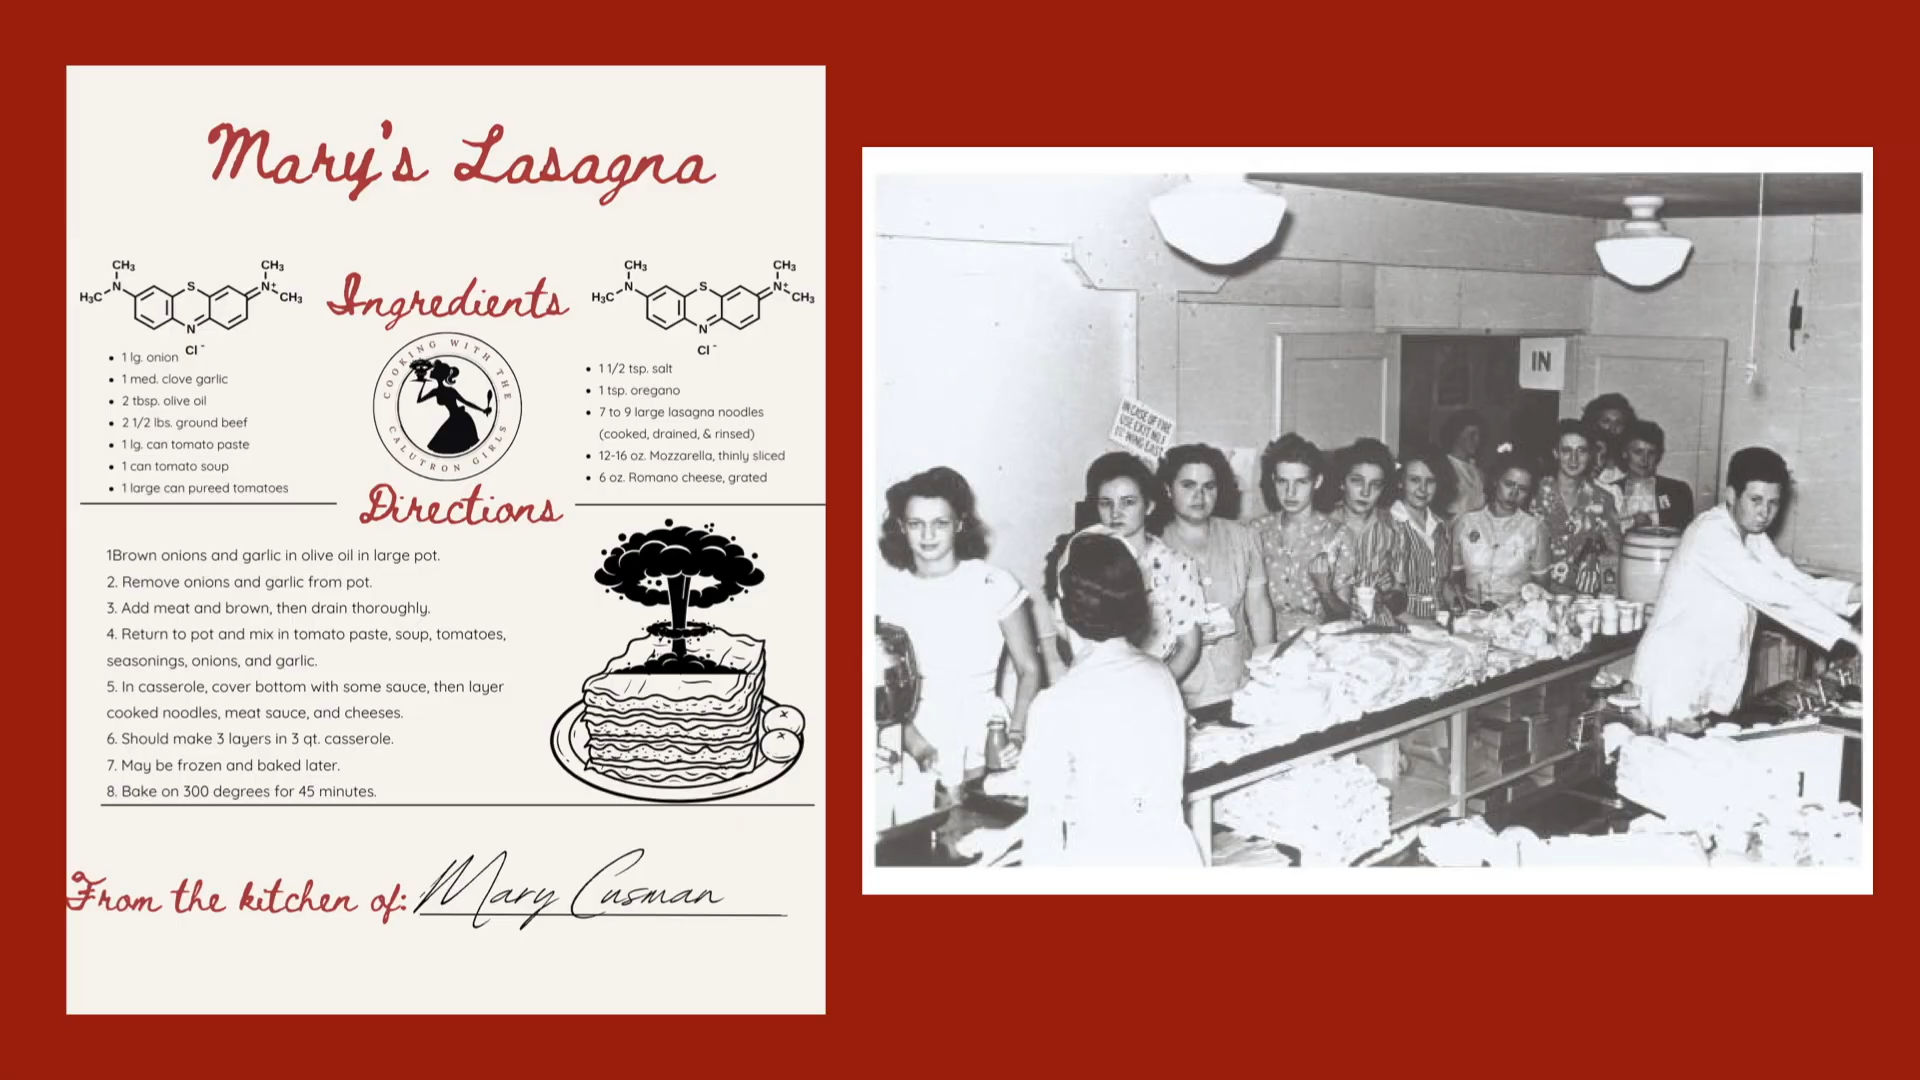 Mary's Lasagna
CH₃
CH₃
N
S
N⁺
H₃C
CH₃
N
Cl⁻
Ingredients
CH₃
CH₃
N
S
N⁺
H₃C
CH₃
N
Cl⁻
COOKING WITH THE
CALUTRON GIRLS
• 1 lg. onion
• 1 med. clove garlic
• 2 tbsp. olive oil
• 2 1/2 lbs. ground beef
• 1 lg. can tomato paste
• 1 can tomato soup
• 1 large can pureed tomatoes
• 1 1/2 tsp. salt
• 1 tsp. oregano
• 7 to 9 large lasagna noodles
(cooked, drained, & rinsed)
• 12-16 oz. Mozzarella, thinly sliced
• 6 oz. Romano cheese, grated
Directions
1Brown onions and garlic in olive oil in large pot.
2. Remove onions and garlic from pot.
3. Add meat and brown, then drain thoroughly.
4. Return to pot and mix in tomato paste, soup, tomatoes,
seasonings, onions, and garlic.
5. In casserole, cover bottom with some sauce, then layer
cooked noodles, meat sauce, and cheeses.
6. Should make 3 layers in 3 qt. casserole.
7. May be frozen and baked later.
8. Bake on 300 degrees for 45 minutes.
From the kitchen of: Mary Cusman
IN
IN CASE OF FIRE
USE EXIT NO.5
1ST WING EAST